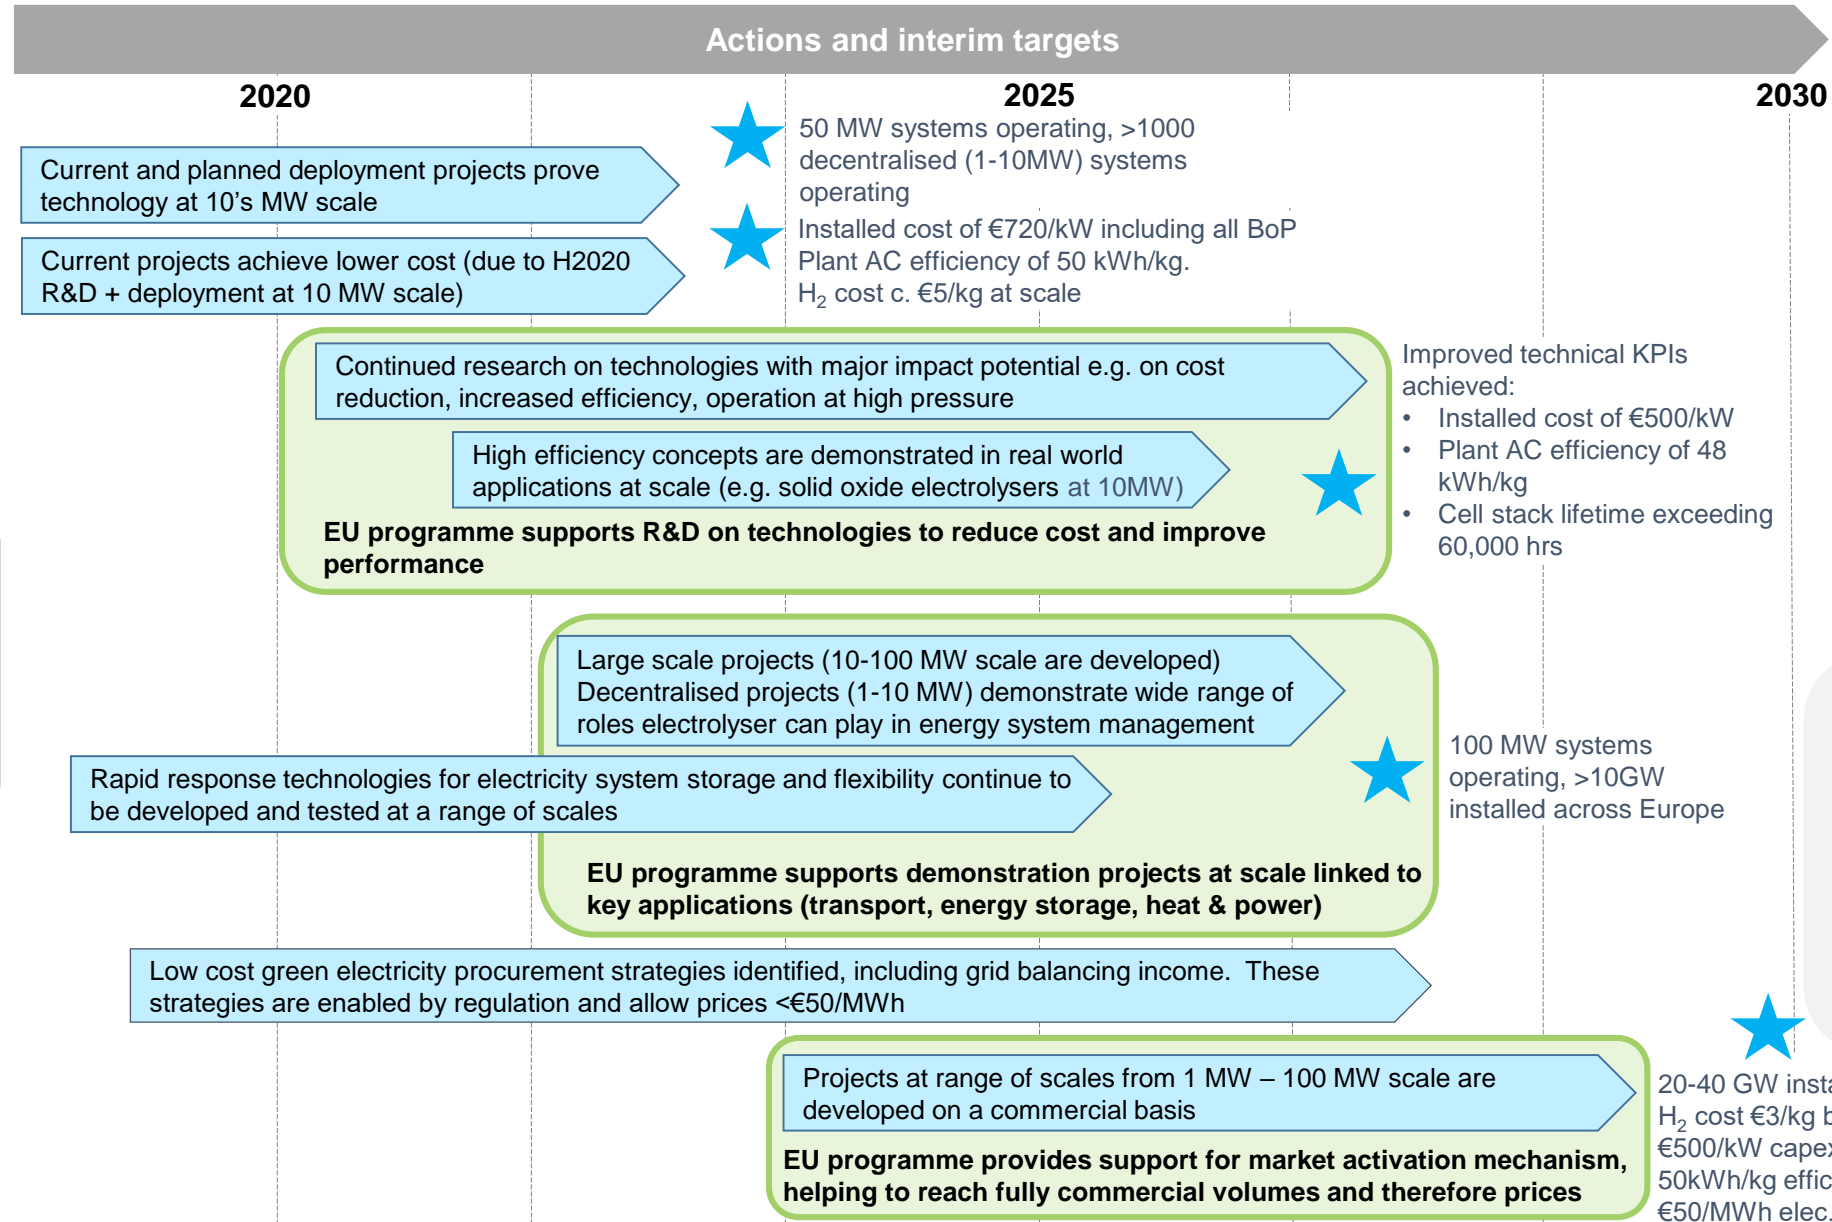 Actions and interim targets
2020
2025
2030
50 MW systems operating, >1000
decentralised (1-10MW) systems
operating
Current and planned deployment projects prove
technology at 10's MW scale
Installed cost of €720/kW including all BoP
Plant AC efficiency of 50 kWh/kg.
H2 cost c. €5/kg at scale
Current projects achieve lower cost (due to H2020
R&D + deployment at 10 MW scale)
Continued research on technologies with major impact potential e.g. on cost
reduction, increased efficiency, operation at high pressure
High efficiency concepts are demonstrated in real world
applications at scale (e.g. solid oxide electrolysers at 10MW)
EU programme supports R&D on technologies to reduce cost and improve
performance
Improved technical KPIs
achieved:
• Installed cost of €500/kW
• Plant AC efficiency of 48
kWh/kg
• Cell stack lifetime exceeding
60,000 hrs
Large scale projects (10-100 MW scale are developed)
Decentralised projects (1-10 MW) demonstrate wide range of
roles electrolyser can play in energy system management
Rapid response technologies for electricity system storage and flexibility continue to
be developed and tested at a range of scales
EU programme supports demonstration projects at scale linked to
key applications (transport, energy storage, heat & power)
100 MW systems
operating, >10GW
installed across Europe
Low cost green electricity procurement strategies identified, including grid balancing income. These
strategies are enabled by regulation and allow prices <€50/MWh
Projects at range of scales from 1 MW – 100 MW scale are
developed on a commercial basis
EU programme provides support for market activation mechanism,
helping to reach fully commercial volumes and therefore prices
20-40 GW
H2 cost €3/kg
€500/kW capex
50kWh/kg
€50/MWh elec.